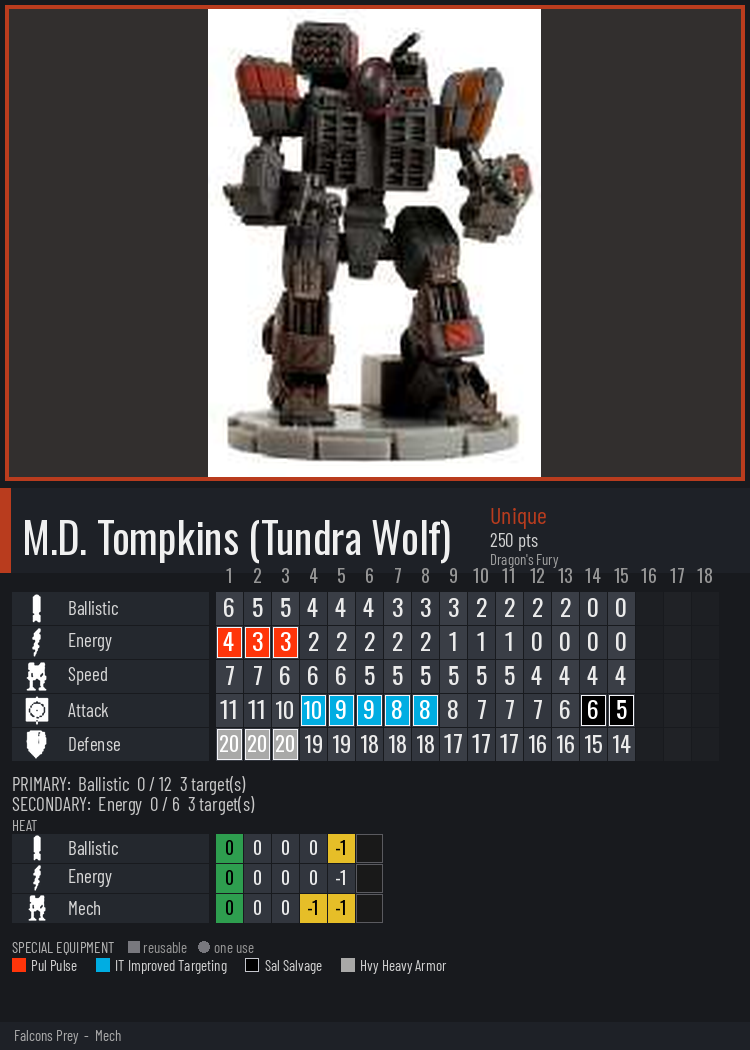 M.D. Tompkins (Tundra Wolf)
Unique
250 pts
Dragon's Fury
1 2 3 4 5 6 7 8 9 10 11 12 13 14 15 16 17 18
Ballistic 6 5 5 4 4 4 3 3 3 2 2 2 2 0 0
Energy 4 3 3 2 2 2 2 2 1 1 1 0 0 0 0
Speed 7 7 6 6 6 5 5 5 5 5 5 4 4 4 4
Attack 11 11 10 10 9 9 8 8 8 7 7 7 6 6 5
Defense 20 20 20 19 19 18 18 18 17 17 17 16 16 15 14
PRIMARY: Ballistic 0 / 12 3 target(s)
SECONDARY: Energy 0 / 6 3 target(s)
HEAT
Ballistic 0 0 0 0 -1
Energy 0 0 0 0 -1
Mech 0 0 0 -1 -1
SPECIAL EQUIPMENT reusable one use
Pul Pulse IT Improved Targeting Sal Salvage Hvy Heavy Armor
Falcons Prey - Mech